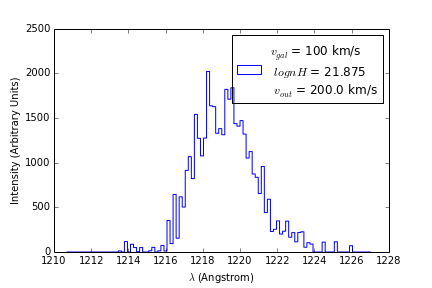 2500
2000
1500
1000
500
0
Intensity (Arbitrary Units)
v_gal = 100 km/s
lognH = 21.875
v_out = 200.0 km/s
1210 1212 1214 1216 1218 1220 1222 1224 1226 1228
λ (Angstrom)